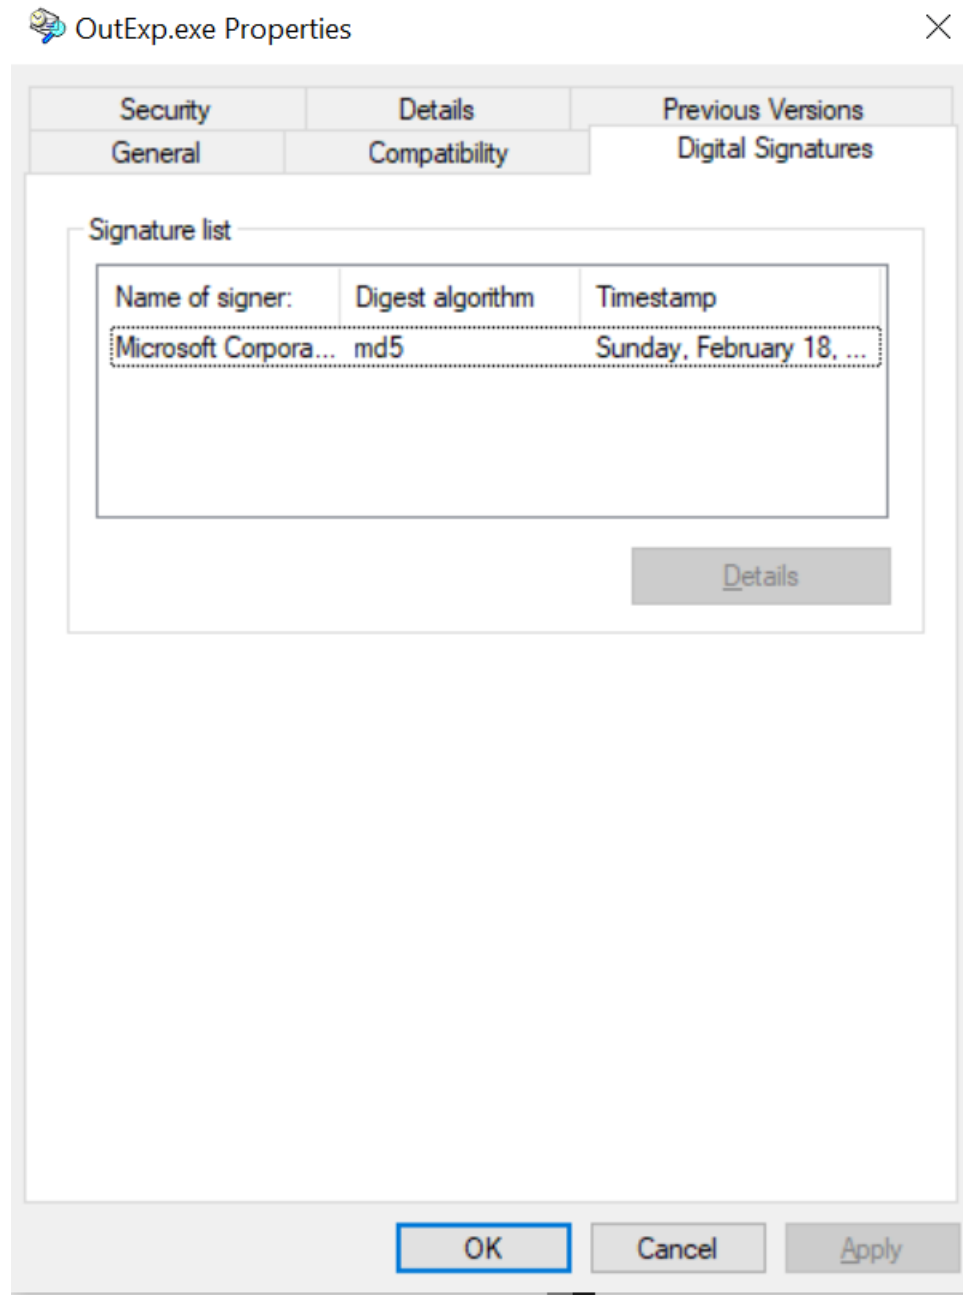 OutExp.exe Properties
Security Details Previous Versions
General Compatibility Digital Signatures
Signature list
Name of signer: Digest algorithm Timestamp
Microsoft Corpora... md5 Sunday, February 18, ...
Details
OK Cancel Apply